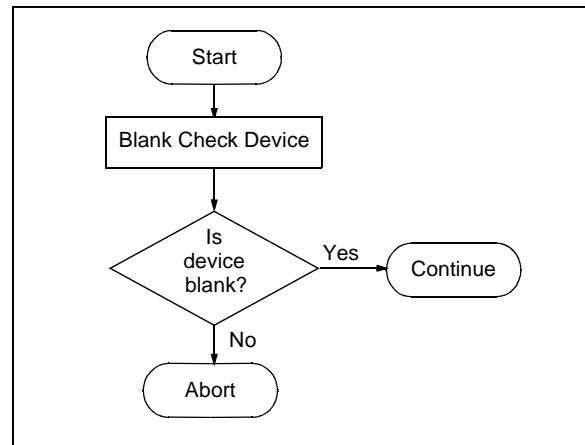 Start
Blank Check Device
Is
device
blank?
Yes
Continue
No
Abort